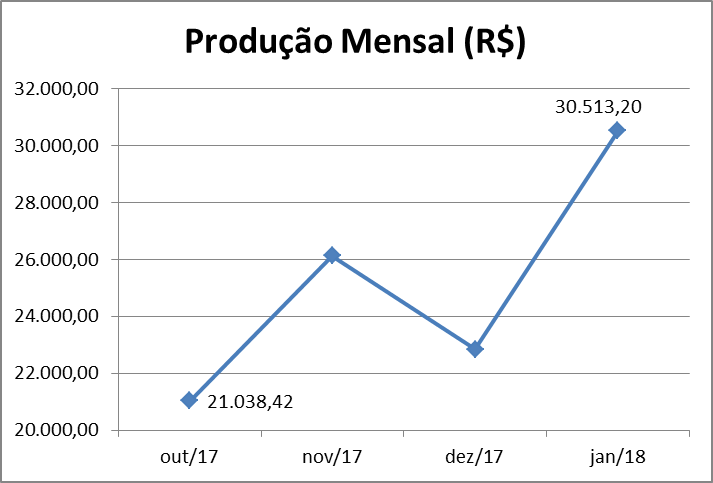 Produção Mensal (R$)
32.000,00
30.000,00
28.000,00
26.000,00
24.000,00
22.000,00
20.000,00
30.513,20
21.038,42
out/17
nov/17
dez/17
jan/18